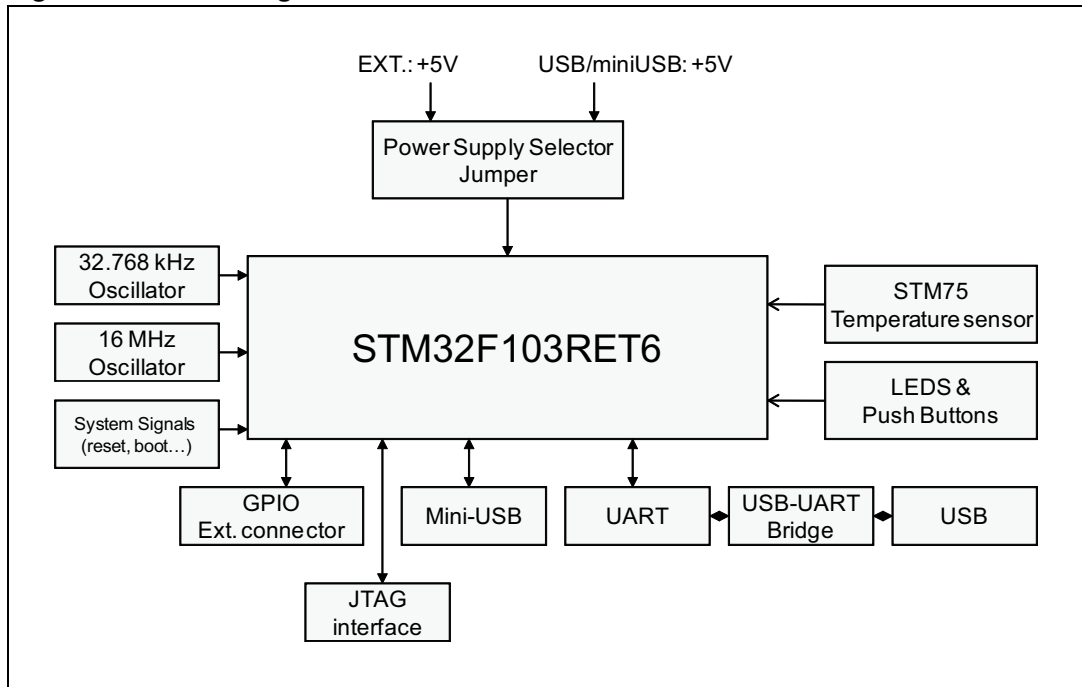 EXT.: +5V
USB/miniUSB: +5V
Power Supply Selector
Jumper
32.768 kHz
Oscillator
16 MHz
Oscillator
System Signals
(reset, boot…)
STM32F103RET6
STM75
Temperature sensor
LEDS &
Push Buttons
GPIO
Ext. connector
Mini-USB
UART
USB-UART
Bridge
USB
JTAG
interface